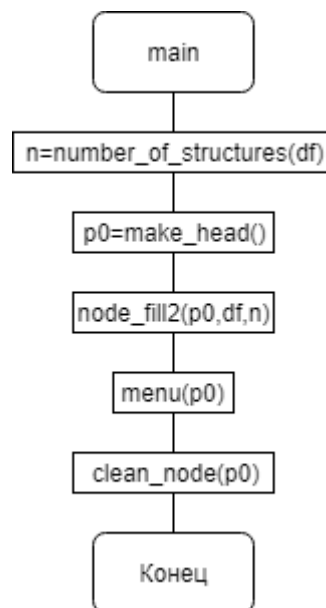 main
n=number_of_structures(df)
p0=make_head()
node_fill2(p0,df,n)
menu(p0)
clean_node(p0)
Конец